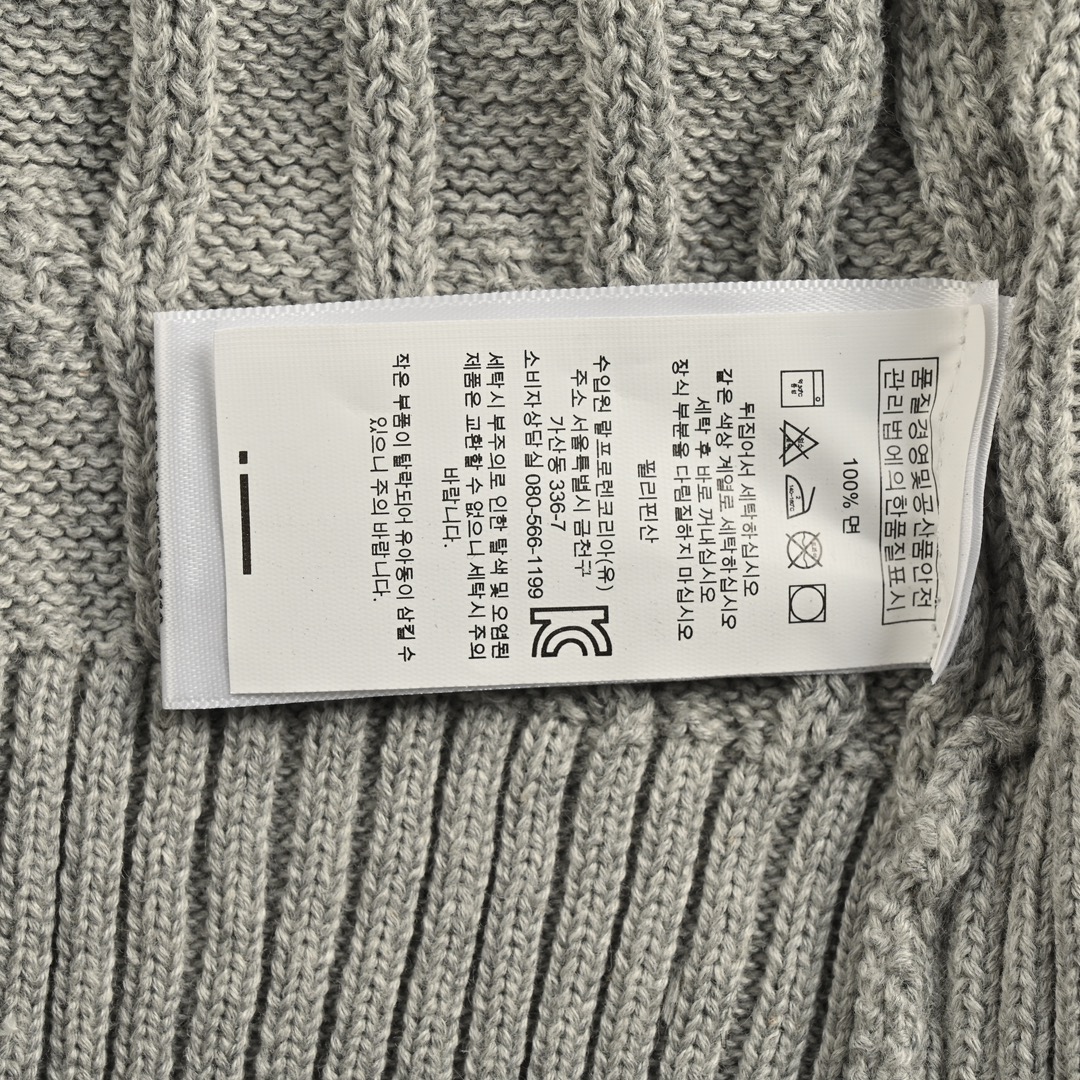 품질경영및공산품안전
관리법에의한품질표시
100% 면
뒤집어서 세탁하십시오
같은 색상 계열로 세탁하십시오
세탁 후 바로 꺼내십시오
장식 부분을 다림질하지 마십시오
필리핀산
수입원 랄프로렌코리아(유)
주소 서울특별시 금천구
가산동 336-7
소비자상담실 080-566-1199
세탁시 부주의로 인한 탈색 및 오염된
제품은 교환할 수 없으니 세탁시 주의
바랍니다.
작은 부품이 탈락되어 유아동이 삼킬 수
있으니 주의 바랍니다.